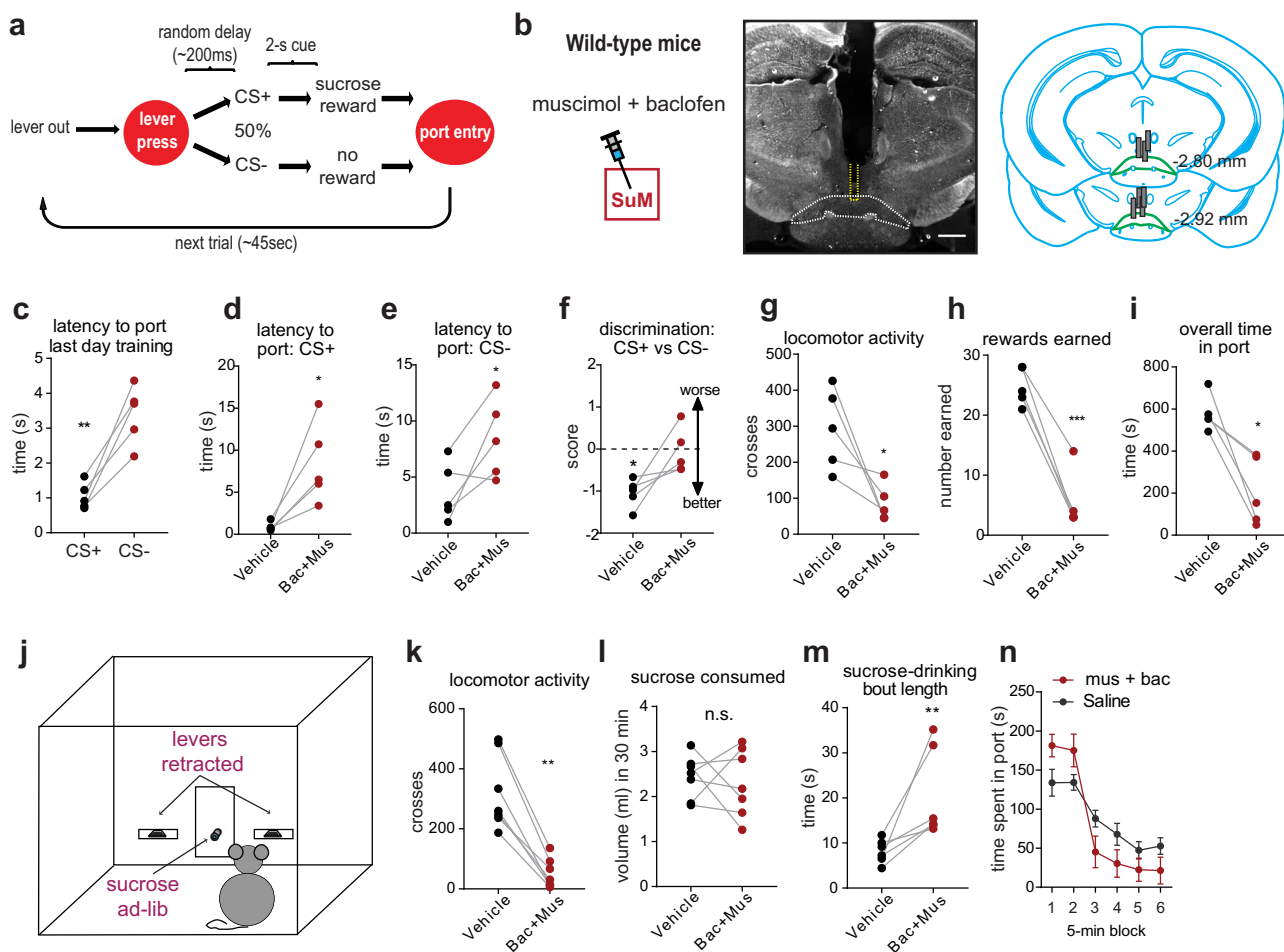 a
random delay
(~200ms)
2-s cue
lever out
lever
press
CS+
50%
CS-
sucrose
reward
no
reward
port entry
next trial (~45sec)
b
Wild-type mice
muscimol + baclofen
SuM
-2.80 mm
-2.92 mm
c
latency to port
last day training
time (s)
5
4
3
2
1
0
**
CS+
CS-
d
latency to
port: CS+
time (s)
20
15
10
5
0
*
Vehicle
Bac+Mus
e
latency to
port: CS-
time (s)
15
10
5
0
*
Vehicle
Bac+Mus
f
discrimination:
CS+ vs CS-
score
2
1
0
-1
-2
*
worse
better
Vehicle
Bac+Mus
g
locomotor activity
crosses
500
400
300
200
100
0
*
Vehicle
Bac+Mus
h
rewards earned
number earned
30
20
10
0
***
Vehicle
Bac+Mus
i
overall time
in port
time (s)
800
600
400
200
0
*
Vehicle
Bac+Mus
j
levers
retracted
sucrose
ad-lib
k
locomotor activity
crosses
600
400
200
0
**
Vehicle
Bac+Mus
l
sucrose consumed
volume (ml) in 30 min
4
3
2
1
0
n.s.
Vehicle
Bac+Mus
m
sucrose-drinking
bout length
time (s)
40
30
20
10
0
**
Vehicle
Bac+Mus
n
mus + bac
Saline
time spent in port (s)
250
200
150
100
50
0
1 2 3 4 5 6
5-min block